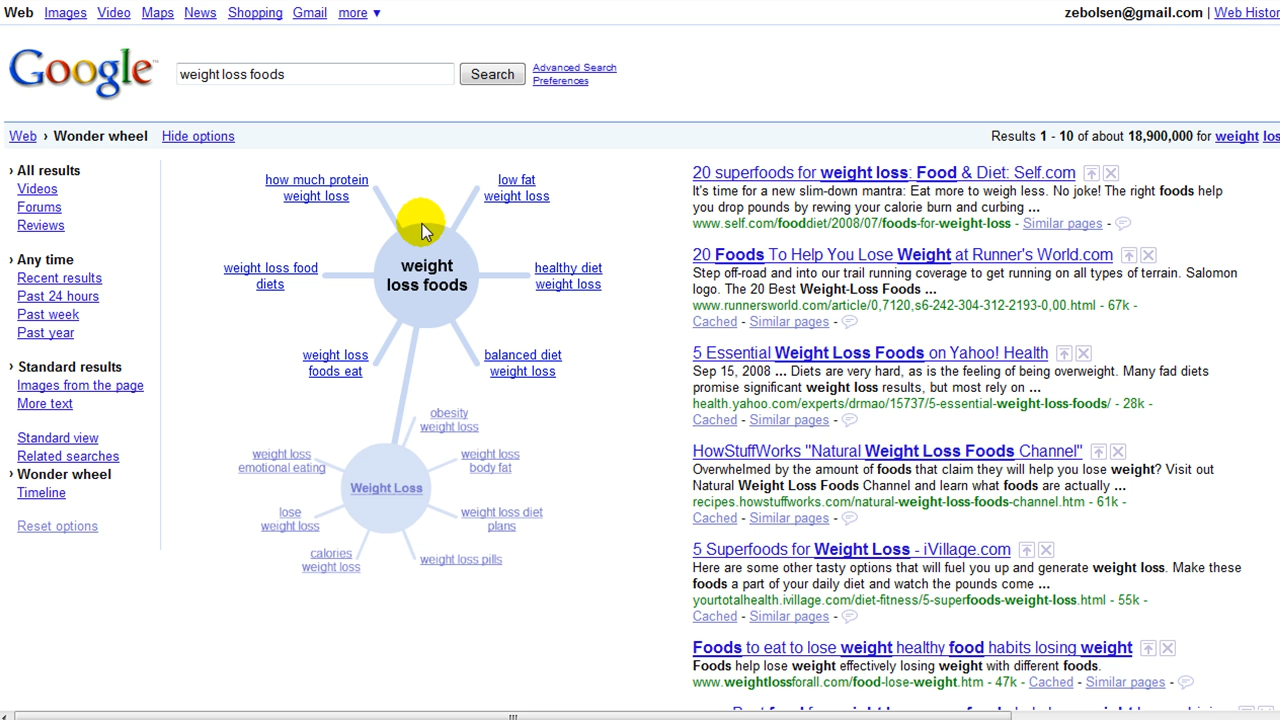 Web Images Video Maps News Shopping Gmail more ▼
zebolsen@gmail.com | Web Histor
Google™
weight loss foods
Search
Advanced Search
Preferences
Web › Wonder wheel Hide options
Results 1 - 10 of about 18,900,000 for weight los
› All results
Videos
Forums
Reviews
› Any time
Recent results
Past 24 hours
Past week
Past year
› Standard results
Images from the page
More text
Standard view
Related searches
› Wonder wheel
Timeline
Reset options
how much protein
weight loss
low fat
weight loss
weight loss food
diets
weight
loss foods
healthy diet
weight loss
weight loss
foods eat
balanced diet
weight loss
obesity
weight loss
weight loss
emotional eating
weight loss
body fat
Weight Loss
lose
weight loss
weight loss diet
plans
calories
weight loss
weight loss pills
20 superfoods for weight loss: Food & Diet: Self.com
It's time for a new slim-down mantra: Eat more to weigh less. No joke! The right foods help
you drop pounds by revving your calorie burn and curbing ...
www.self.com/fooddiet/2008/07/foods-for-weight-loss - Similar pages -
20 Foods To Help You Lose Weight at Runner's World.com
Step off-road and into our trail running coverage to get running on all types of terrain. Salomon
logo. The 20 Best Weight-Loss Foods ...
www.runnersworld.com/article/0,7120,s6-242-304-312-2193-0,00.html - 67k -
Cached - Similar pages -
5 Essential Weight Loss Foods on Yahoo! Health
Sep 15, 2008 ... Diets are very hard, as is the feeling of being overweight. Many fad diets
promise significant weight loss results, but most rely on ...
health.yahoo.com/experts/drmao/15737/5-essential-weight-loss-foods/ - 28k -
Cached - Similar pages -
HowStuffWorks "Natural Weight Loss Foods Channel"
Overwhelmed by the amount of foods that claim they will help you lose weight? Visit out
Natural Weight Loss Foods Channel and learn what foods are actually ...
recipes.howstuffworks.com/natural-weight-loss-foods-channel.htm - 61k -
Cached - Similar pages -
5 Superfoods for Weight Loss - iVillage.com
Here are some other tasty options that will fuel you up and generate weight loss. Make these
foods a part of your daily diet and watch the pounds come ...
yourtotalhealth.ivillage.com/diet-fitness/5-superfoods-weight-loss.html - 55k -
Cached - Similar pages -
Foods to eat to lose weight healthy food habits losing weight
Foods help lose weight effectively losing weight with different foods.
www.weightlossforall.com/food-lose-weight.htm - 47k - Cached - Similar pages -